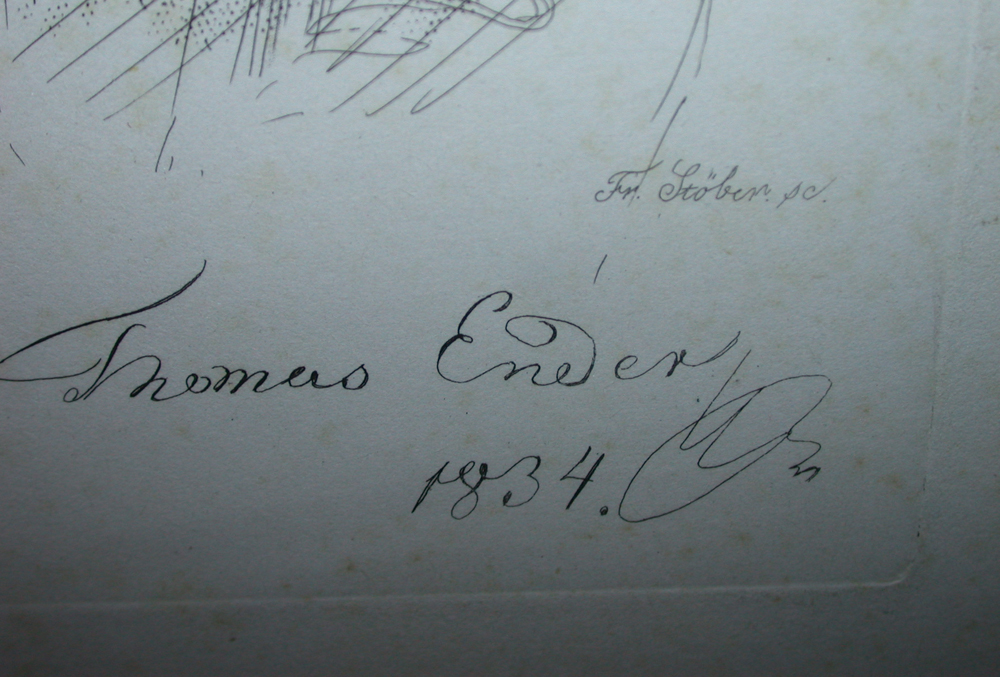 Fr. Stöber. sc.
Thomas Ender
1834.